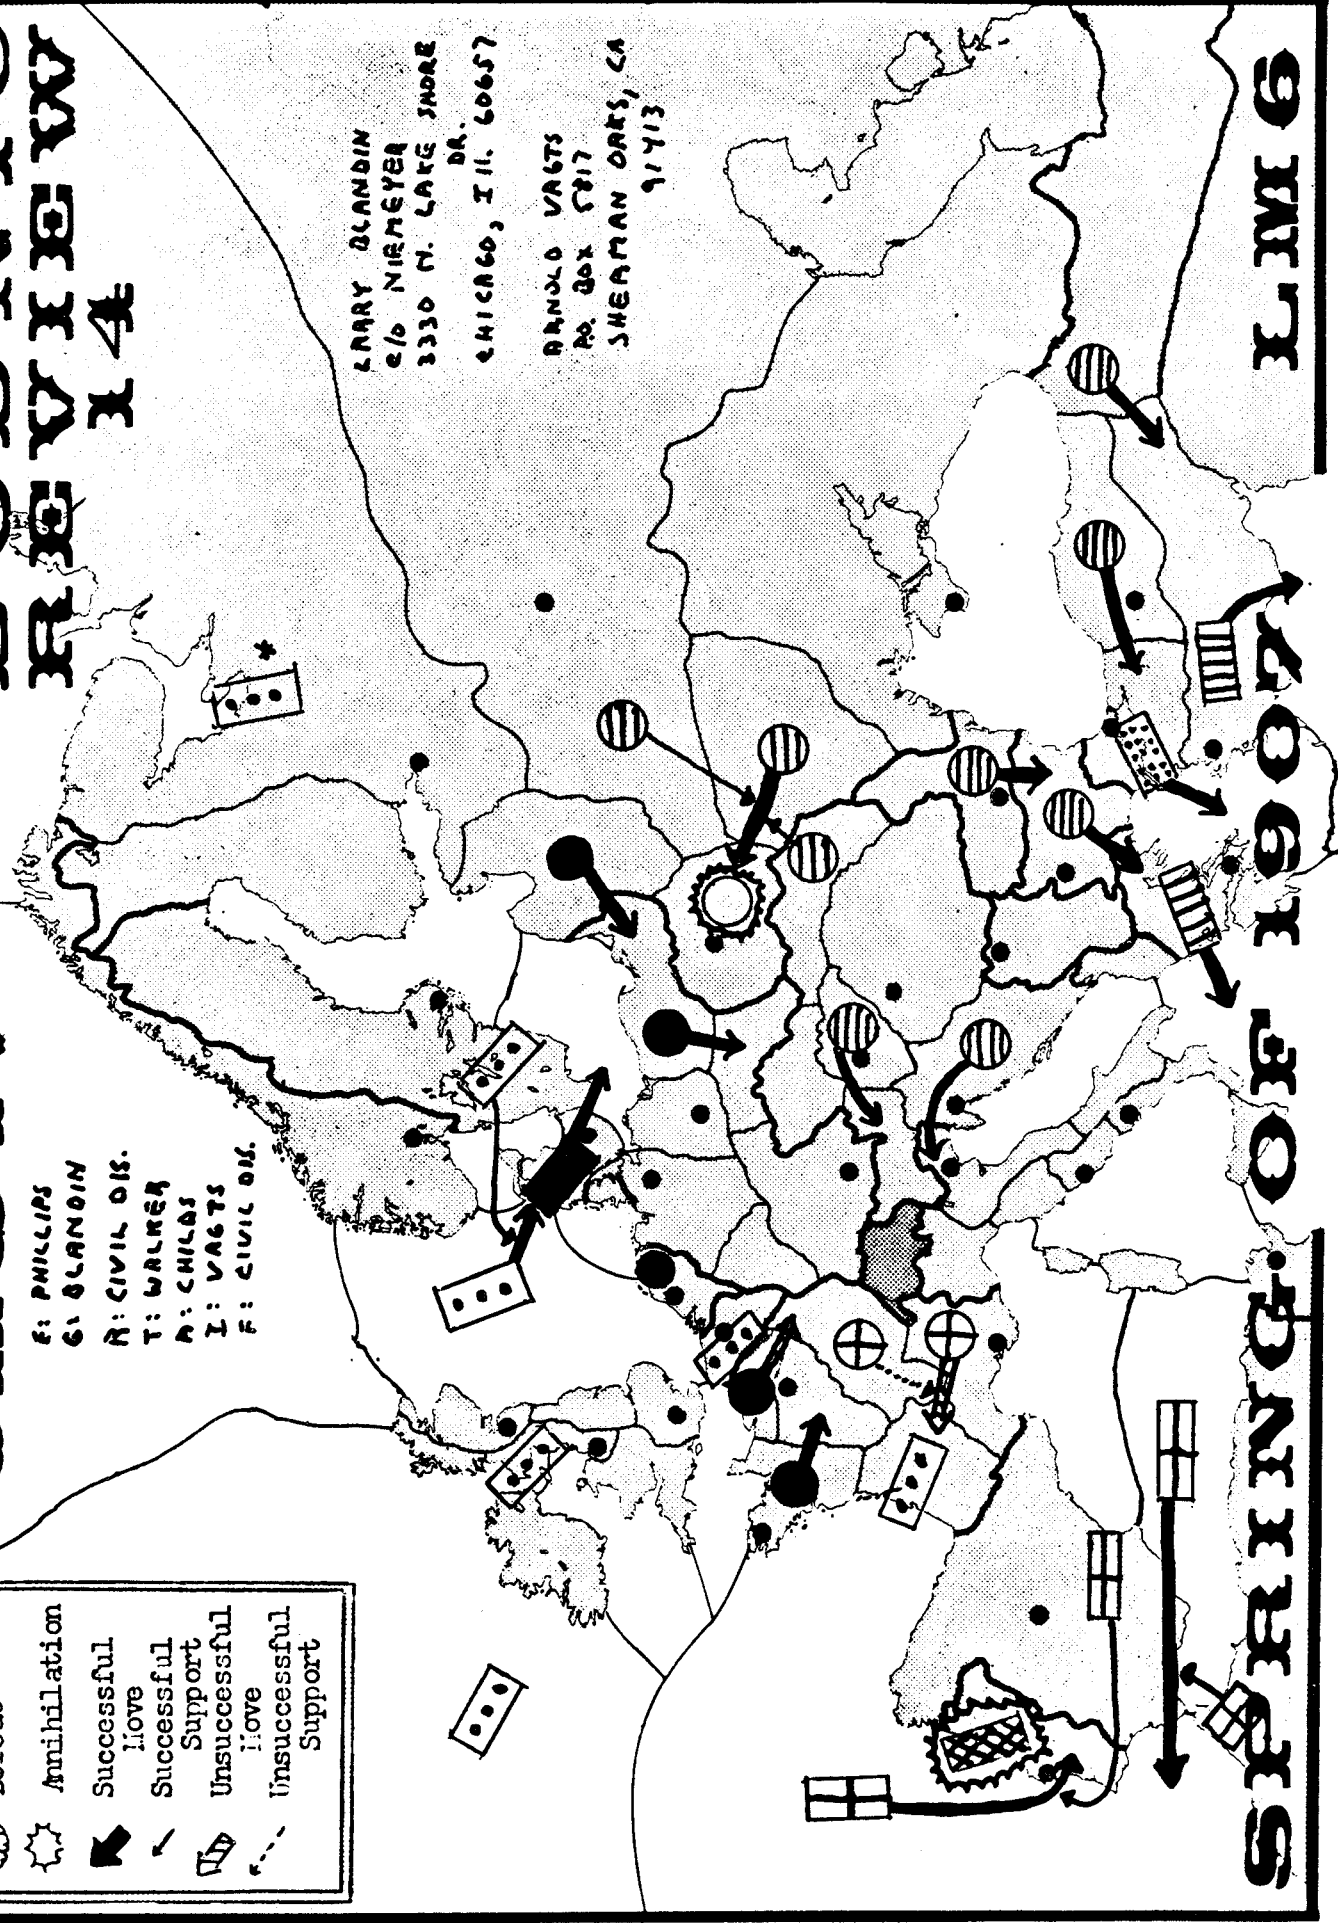 REVIEW
14
LARRY BLANDIN
c/o NIEMEYER
3330 N. LAKE SHORE
DR.
CHICAGO, Ill. 60657
ARNOLD VAGTS
P.O. BOX 5817
SHERMAN OAKS, CA
91413
E: PHILLIPS
G: BLANDIN
R: CIVIL DIS.
T: WALKER
A: CHILDS
I: VAGTS
F: CIVIL DIS.
Annihilation
Successful
Move
Successful
Support
Unsuccessful
Move
Unsuccessful
Support
SPRING OF 1907 LM 6